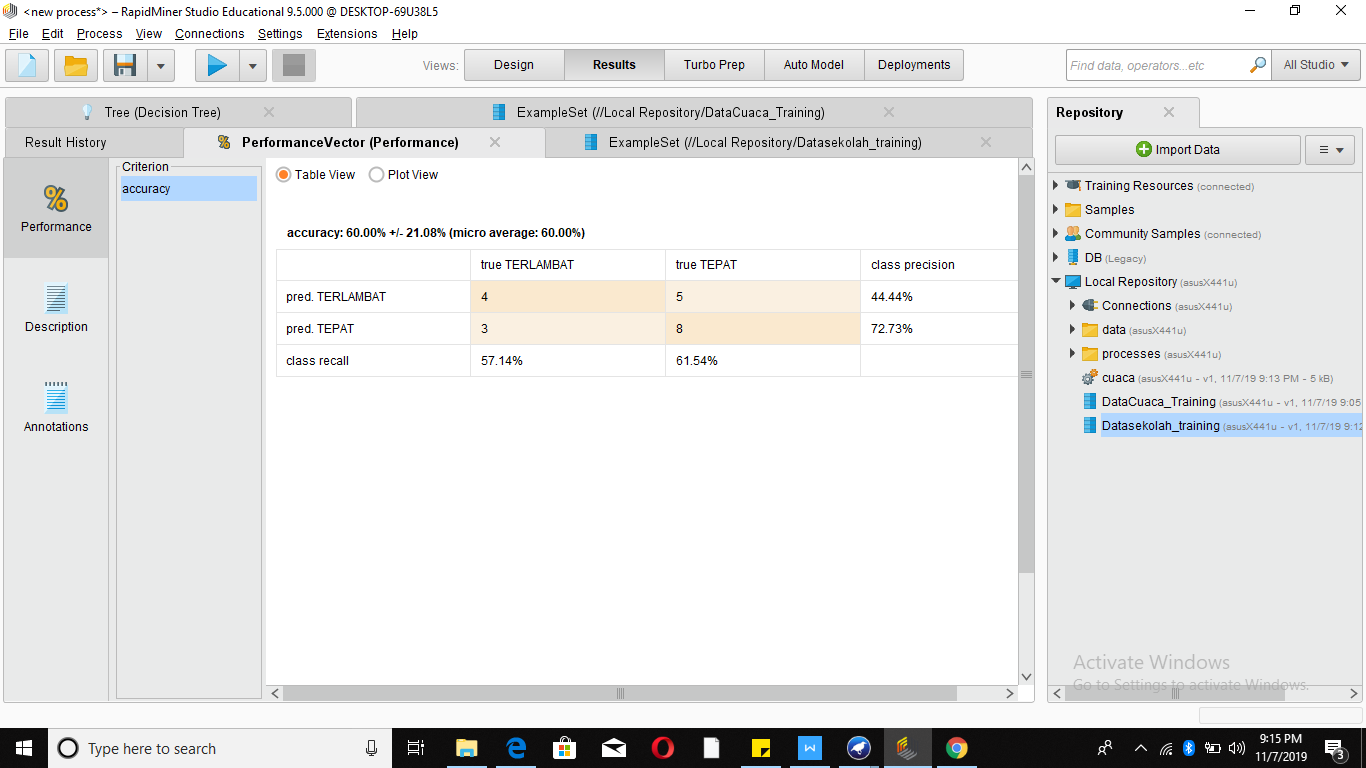 <new process*> – RapidMiner Studio Educational 9.5.000 @ DESKTOP-69U38L5
File Edit Process View Connections Settings Extensions Help
Views: Design Results Turbo Prep Auto Model Deployments Find data, operators...etc All Studio
Tree (Decision Tree) ExampleSet (//Local Repository/DataCuaca_Training)
Result History PerformanceVector (Performance) ExampleSet (//Local Repository/Datasekolah_training)
Performance
Description
Annotations
Criterion
accuracy
Table View Plot View
accuracy: 60.00% +/- 21.08% (micro average: 60.00%)
true TERLAMBAT true TEPAT class precision
pred. TERLAMBAT 4 5 44.44%
pred. TEPAT 3 8 72.73%
class recall 57.14% 61.54%
Repository
Import Data
Training Resources (connected)
Samples
Community Samples (connected)
DB (Legacy)
Local Repository (asusX441u)
Connections (asusX441u)
data (asusX441u)
processes (asusX441u)
cuaca (asusX441u - v1, 11/7/19 9:13 PM - 5 kB)
DataCuaca_Training (asusX441u - v1, 11/7/19 9:05
Datasekolah_training (asusX441u - v1, 11/7/19 9:12
Activate Windows
Go to Settings to activate Windows.
Type here to search
W
9:15 PM
11/7/2019
3